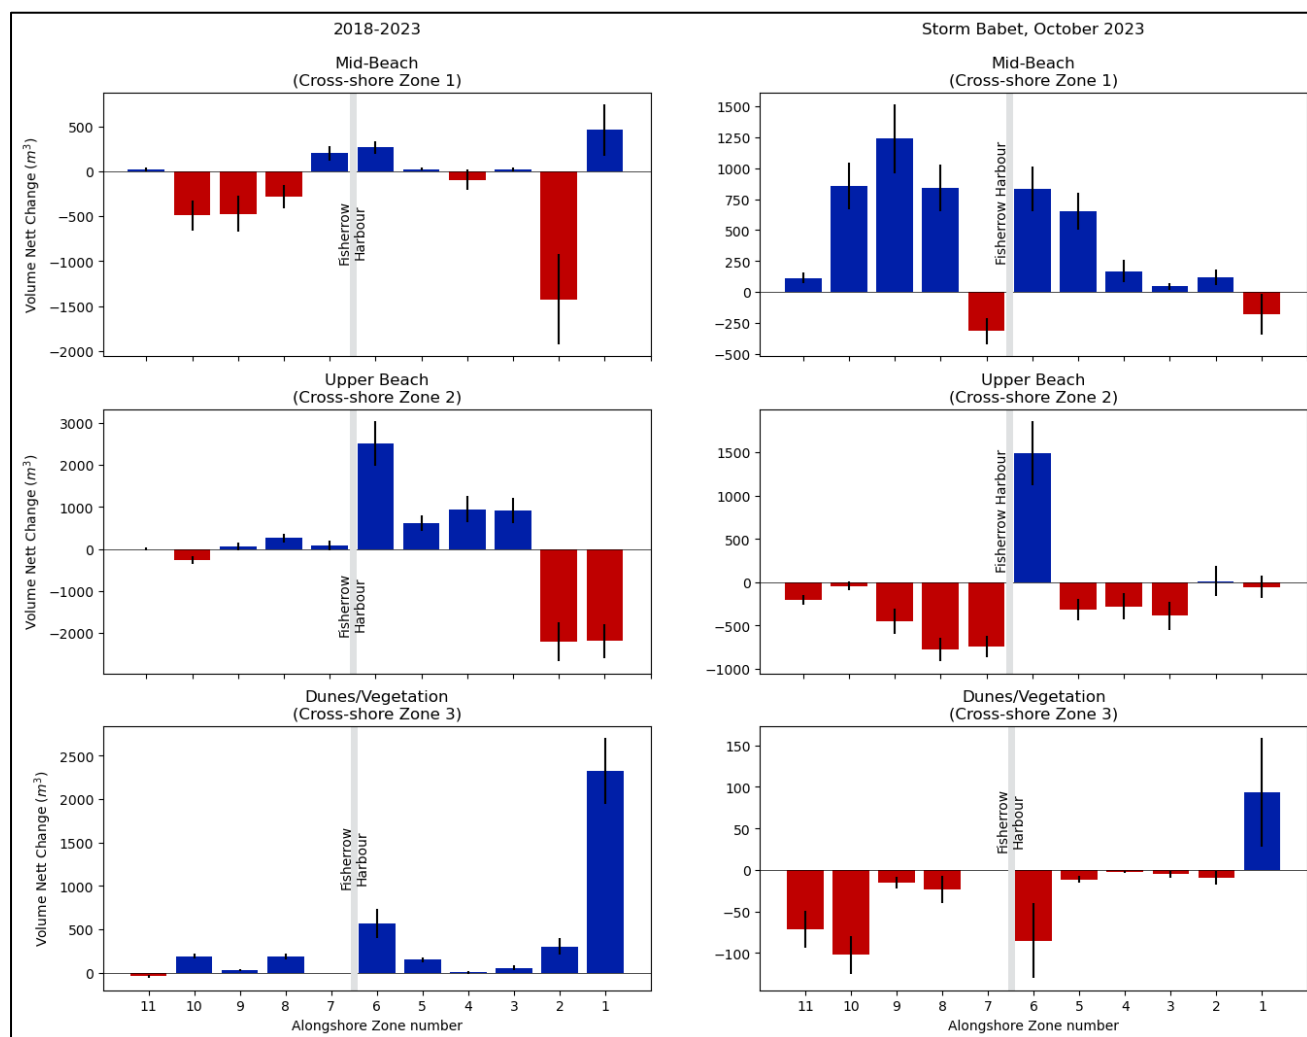 2018-2023
Mid-Beach
(Cross-shore Zone 1)
Volume Nett Change (m³)
500
0
−500
−1000
−1500
−2000
Fisherrow
Harbour
Upper Beach
(Cross-shore Zone 2)
Volume Nett Change (m³)
3000
2000
1000
0
−1000
−2000
Fisherrow
Harbour
Dunes/Vegetation
(Cross-shore Zone 3)
Volume Nett Change (m³)
2500
2000
1500
1000
500
0
Fisherrow
Harbour
11 10 9 8 7 6 5 4 3 2 1
Alongshore Zone number
Storm Babet, October 2023
Mid-Beach
(Cross-shore Zone 1)
1500
1250
1000
750
500
250
0
−250
−500
Fisherrow Harbour
Upper Beach
(Cross-shore Zone 2)
1500
1000
500
0
−500
−1000
Fisherrow Harbour
Dunes/Vegetation
(Cross-shore Zone 3)
150
100
50
0
−50
−100
Fisherrow
Harbour
11 10 9 8 7 6 5 4 3 2 1
Alongshore Zone number